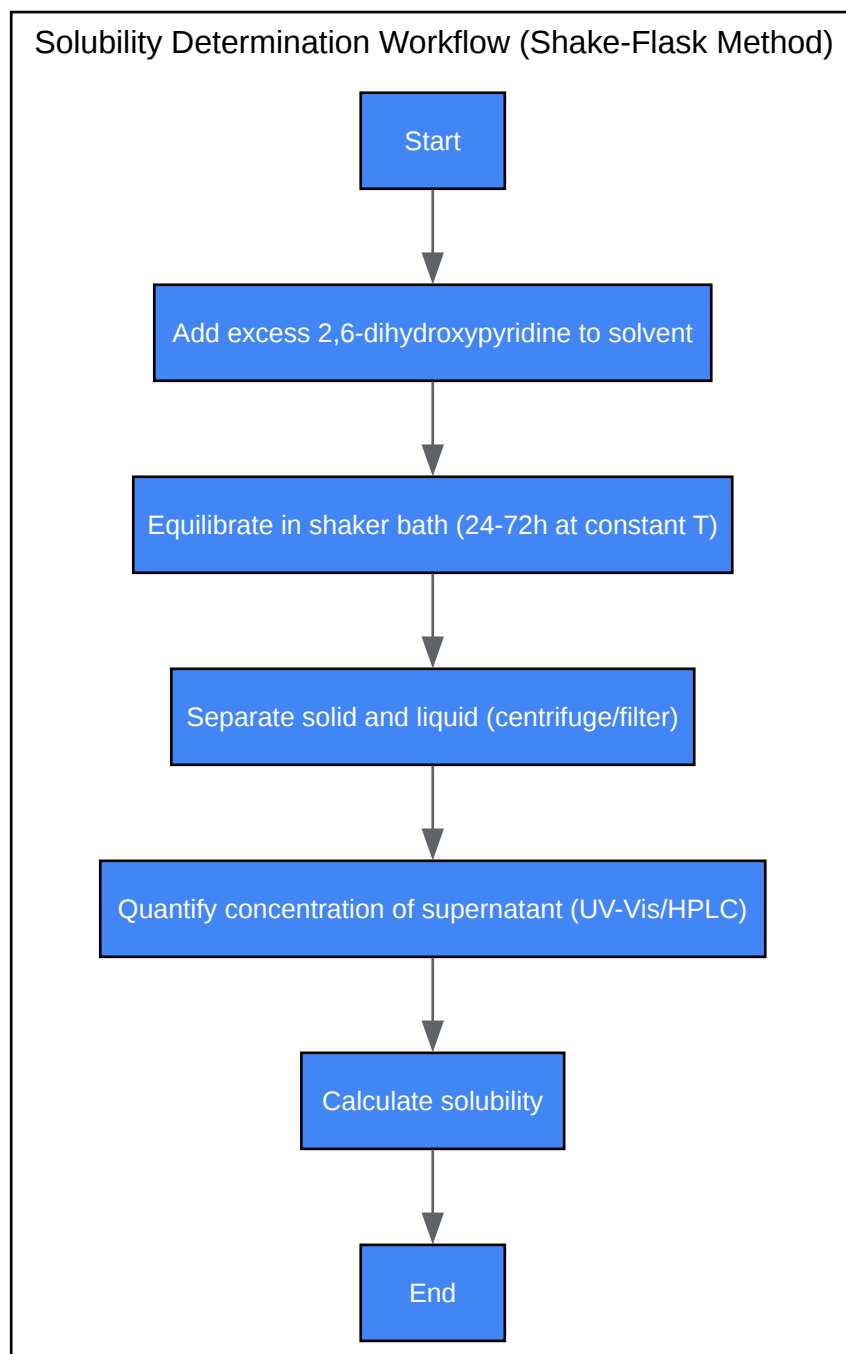 Solubility Determination Workflow (Shake-Flask Method)
Start
Add excess 2,6-dihydroxypyridine to solvent
Equilibrate in shaker bath (24-72h at constant T)
Separate solid and liquid (centrifuge/filter)
Quantify concentration of supernatant (UV-Vis/HPLC)
Calculate solubility
End